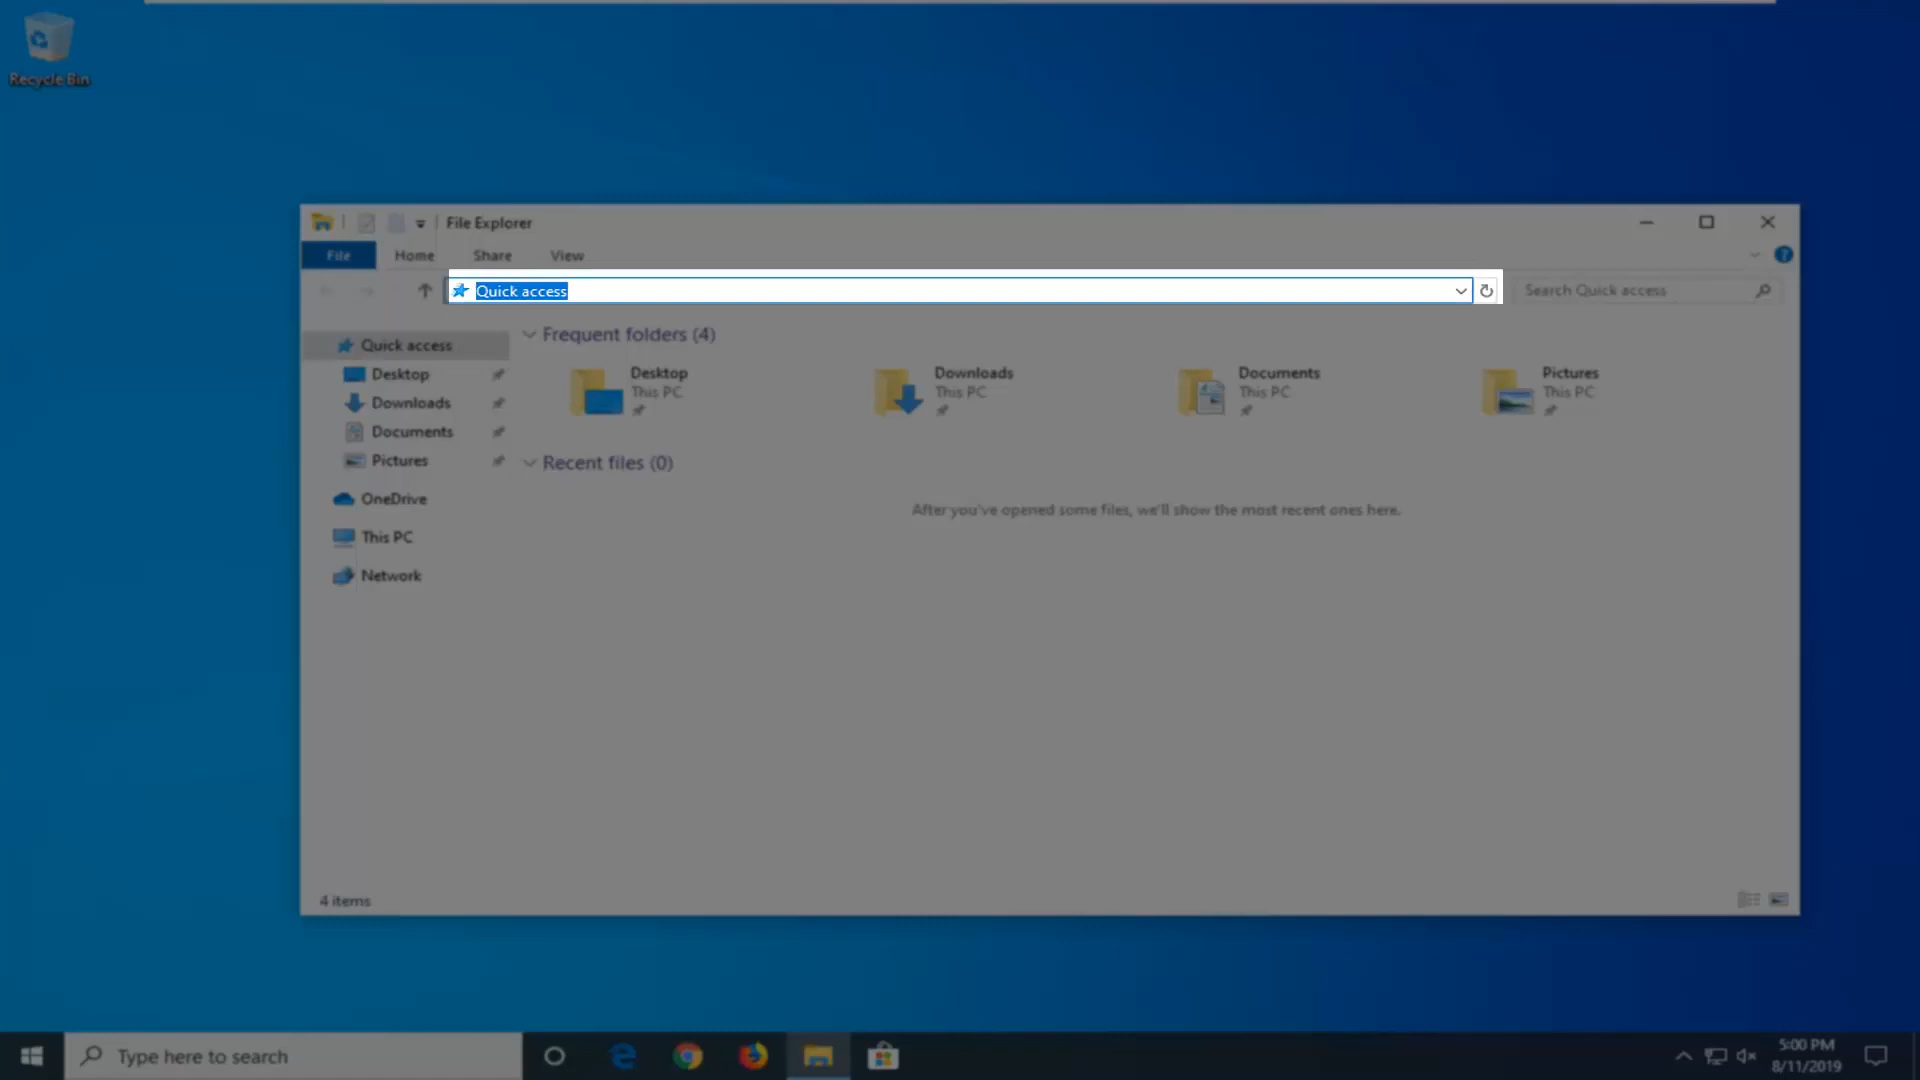 Recycle Bin
File Explorer
File Home Share View
Quick access
Search Quick access
Quick access
Desktop
Downloads
Documents
Pictures
OneDrive
This PC
Network
Frequent folders (4)
Desktop
This PC
Downloads
This PC
Documents
This PC
Pictures
This PC
Recent files (0)
After you've opened some files, we'll show the most recent ones here.
4 items
Type here to search
5:00 PM
8/11/2019